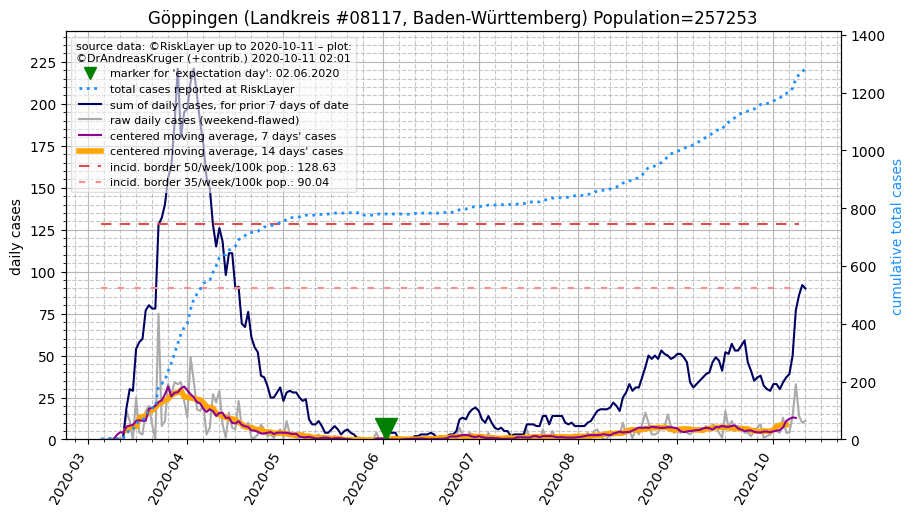 Göppingen (Landkreis #08117, Baden-Württemberg) Population=257253
source data: ©RiskLayer up to 2020-10-11 – plot:
©DrAndreasKruger (+contrib.) 2020-10-11 02:01
marker for 'expectation day': 02.06.2020
total cases reported at RiskLayer
sum of daily cases, for prior 7 days of date
raw daily cases (weekend-flawed)
centered moving average, 7 days' cases
centered moving average, 14 days' cases
incid. border 50/week/100k pop.: 128.63
incid. border 35/week/100k pop.: 90.04
daily cases
225
200
175
150
125
100
75
50
25
0
cumulative total cases
1400
1200
1000
800
600
400
200
0
2020-03
2020-04
2020-05
2020-06
2020-07
2020-08
2020-09
2020-10